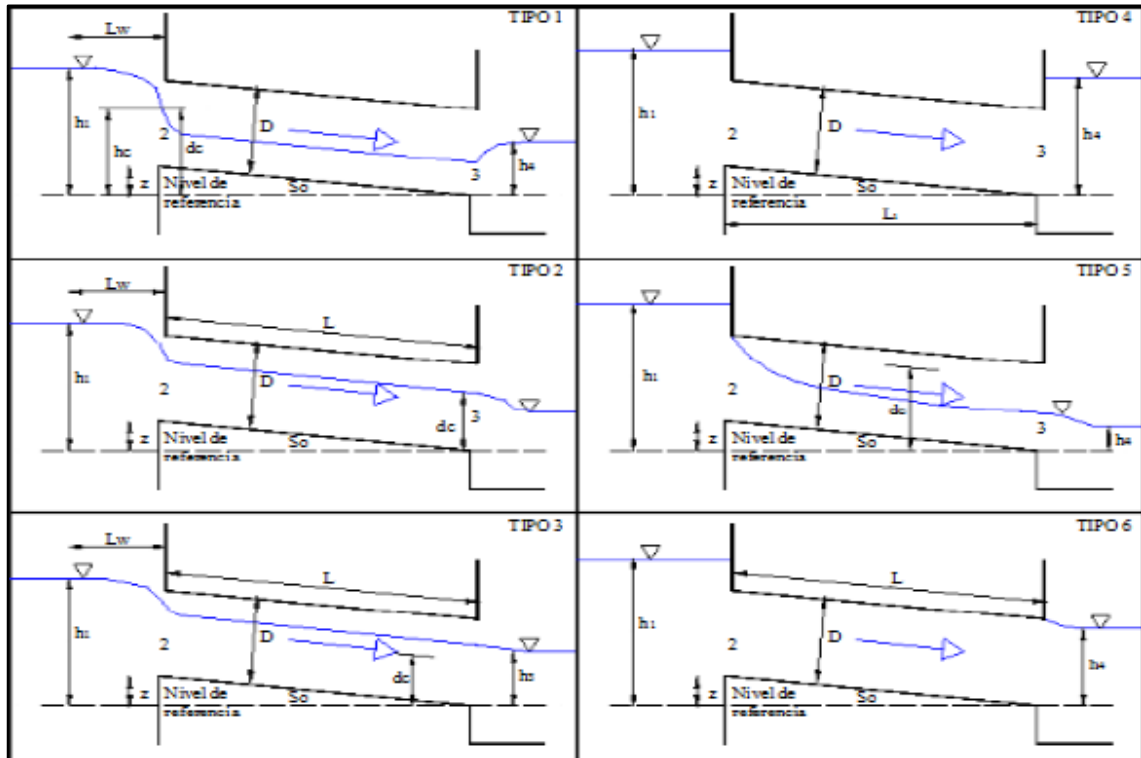 TIPO 1
Lw
h1
hc
dc
2
D
3
h4
z
Nivel de
referencia
So
TIPO 4
h1
2
D
3
h4
z
Nivel de
referencia
So
TIPO 2
Lw
L
h1
2
D
dc
3
z
Nivel de
referencia
So
TIPO 5
h1
2
D
dc
3
h4
z
Nivel de
referencia
So
TIPO 3
Lw
L
h1
2
D
dc
z
Nivel de
referencia
So
TIPO 6
L
h1
2
D
h4
z
Nivel de
referencia
So